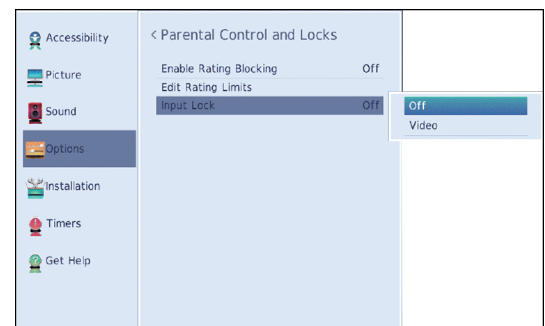 Accessibility
Picture
Sound
Options
Installation
Timers
Get Help
< Parental Control and Locks
Enable Rating Blocking Off
Edit Rating Limits
Input Lock Off
Off
Video